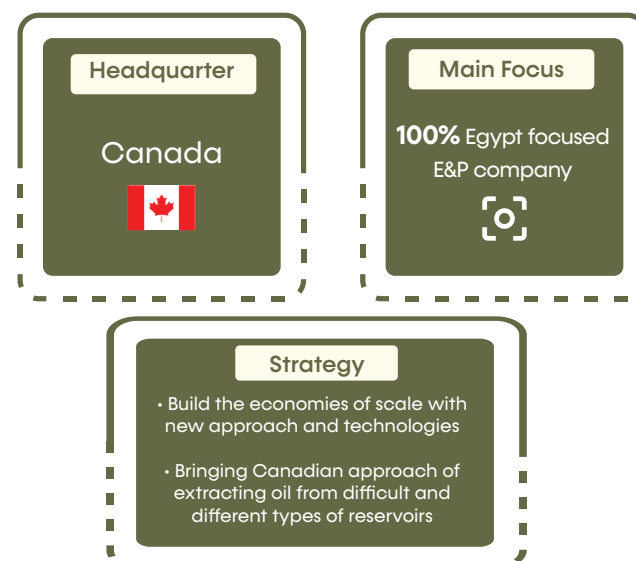 Headquarter
Canada
Main Focus
100% Egypt focused
E&P company
Strategy
• Build the economies of scale with
new approach and technologies
• Bringing Canadian approach of
extracting oil from difficult and
different types of reservoirs